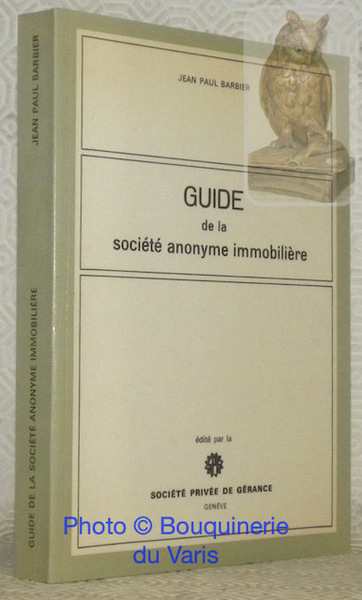 JEAN PAUL BARBIER
GUIDE DE LA SOCIÉTÉ ANONYME IMMOBILIÈRE
JEAN PAUL BARBIER
GUIDE
de la
société anonyme immobilière
édité par la
SOCIÉTÉ PRIVÉE DE GÉRANCE
GENÈVE
Photo © Bouquinerie
du Varis